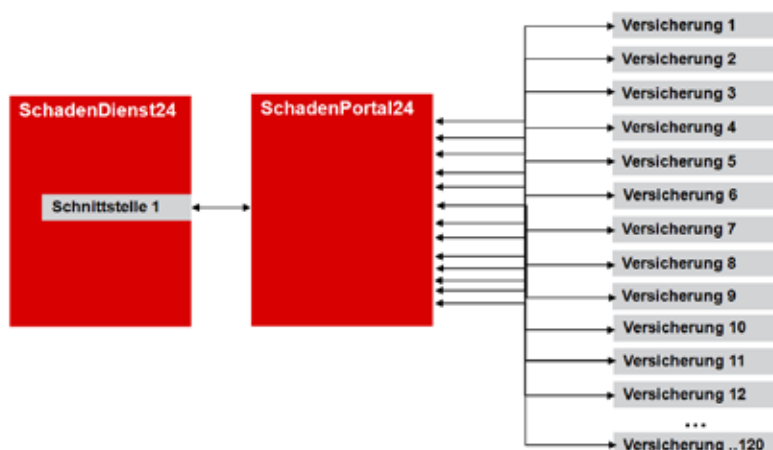 SchadenDienst24
Schnittstelle 1
SchadenPortal24
Versicherung 1
Versicherung 2
Versicherung 3
Versicherung 4
Versicherung 5
Versicherung 6
Versicherung 7
Versicherung 8
Versicherung 9
Versicherung 10
Versicherung 11
Versicherung 12
...
Versicherung ..120